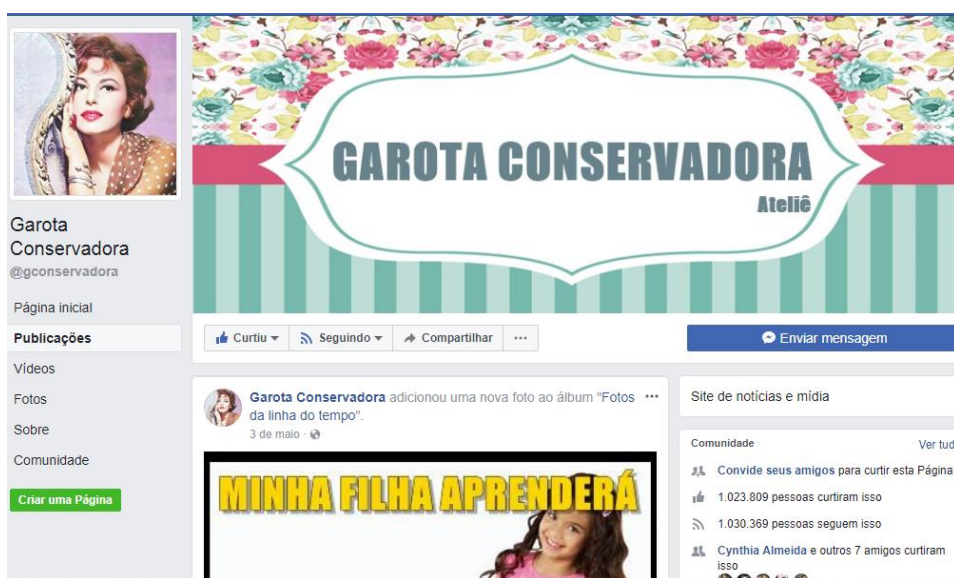 GAROTA CONSERVADORA
Ateliê
Garota
Conservadora
@gconservadora
Página inicial
Publicações
Vídeos
Fotos
Sobre
Comunidade
Criar uma Página
Curtiu
Seguindo
Compartilhar
Enviar mensagem
Garota Conservadora adicionou uma nova foto ao álbum "Fotos
da linha do tempo".
3 de maio ·
MINHA FILHA APRENDERÁ
Site de notícias e mídia
Comunidade
Ver tud
Convide seus amigos para curtir esta Página
1.023.809 pessoas curtiram isso
1.030.369 pessoas seguem isso
Cynthia Almeida e outros 7 amigos curtiram
isso